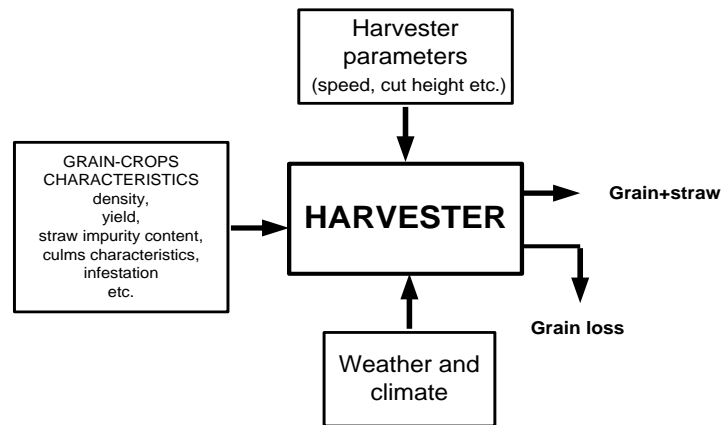 Harvester
parameters
(speed, cut height etc.)
GRAIN-CROPS
CHARACTERISTICS
density,
yield,
straw impurity content,
culms characteristics,
infestation
etc.
HARVESTER
Grain+straw
Grain loss
Weather and
climate